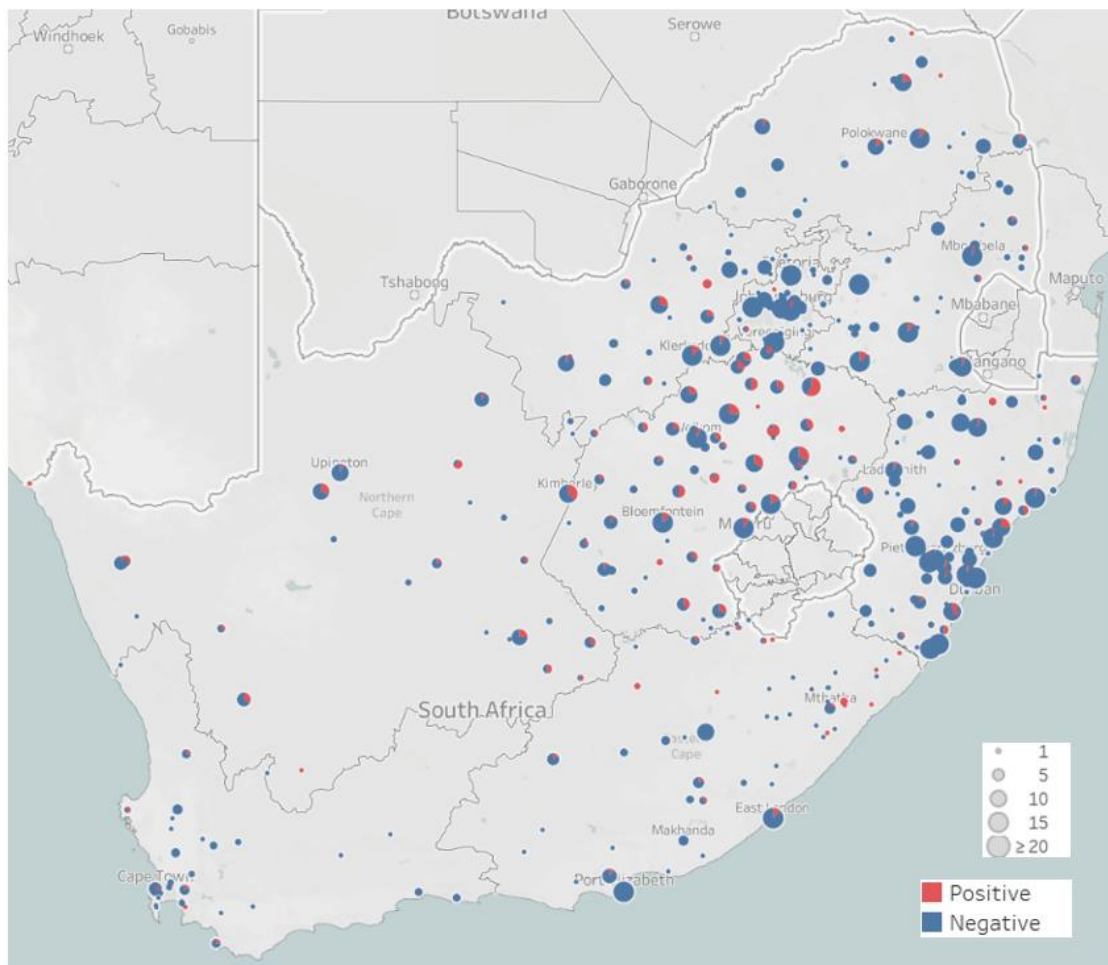 Botswana
Windhoek
Gobabis
Serowe
Polokwane
Gaborone
Tshabong
Maputo
Mbabane
Upington
Northern
Cape
Kimberley
Bloemfontein
South Africa
Mthatha
Cape
East London
Makhanda
Cape Town
Port Elizabeth
1
5
10
15
≥ 20
Positive
Negative